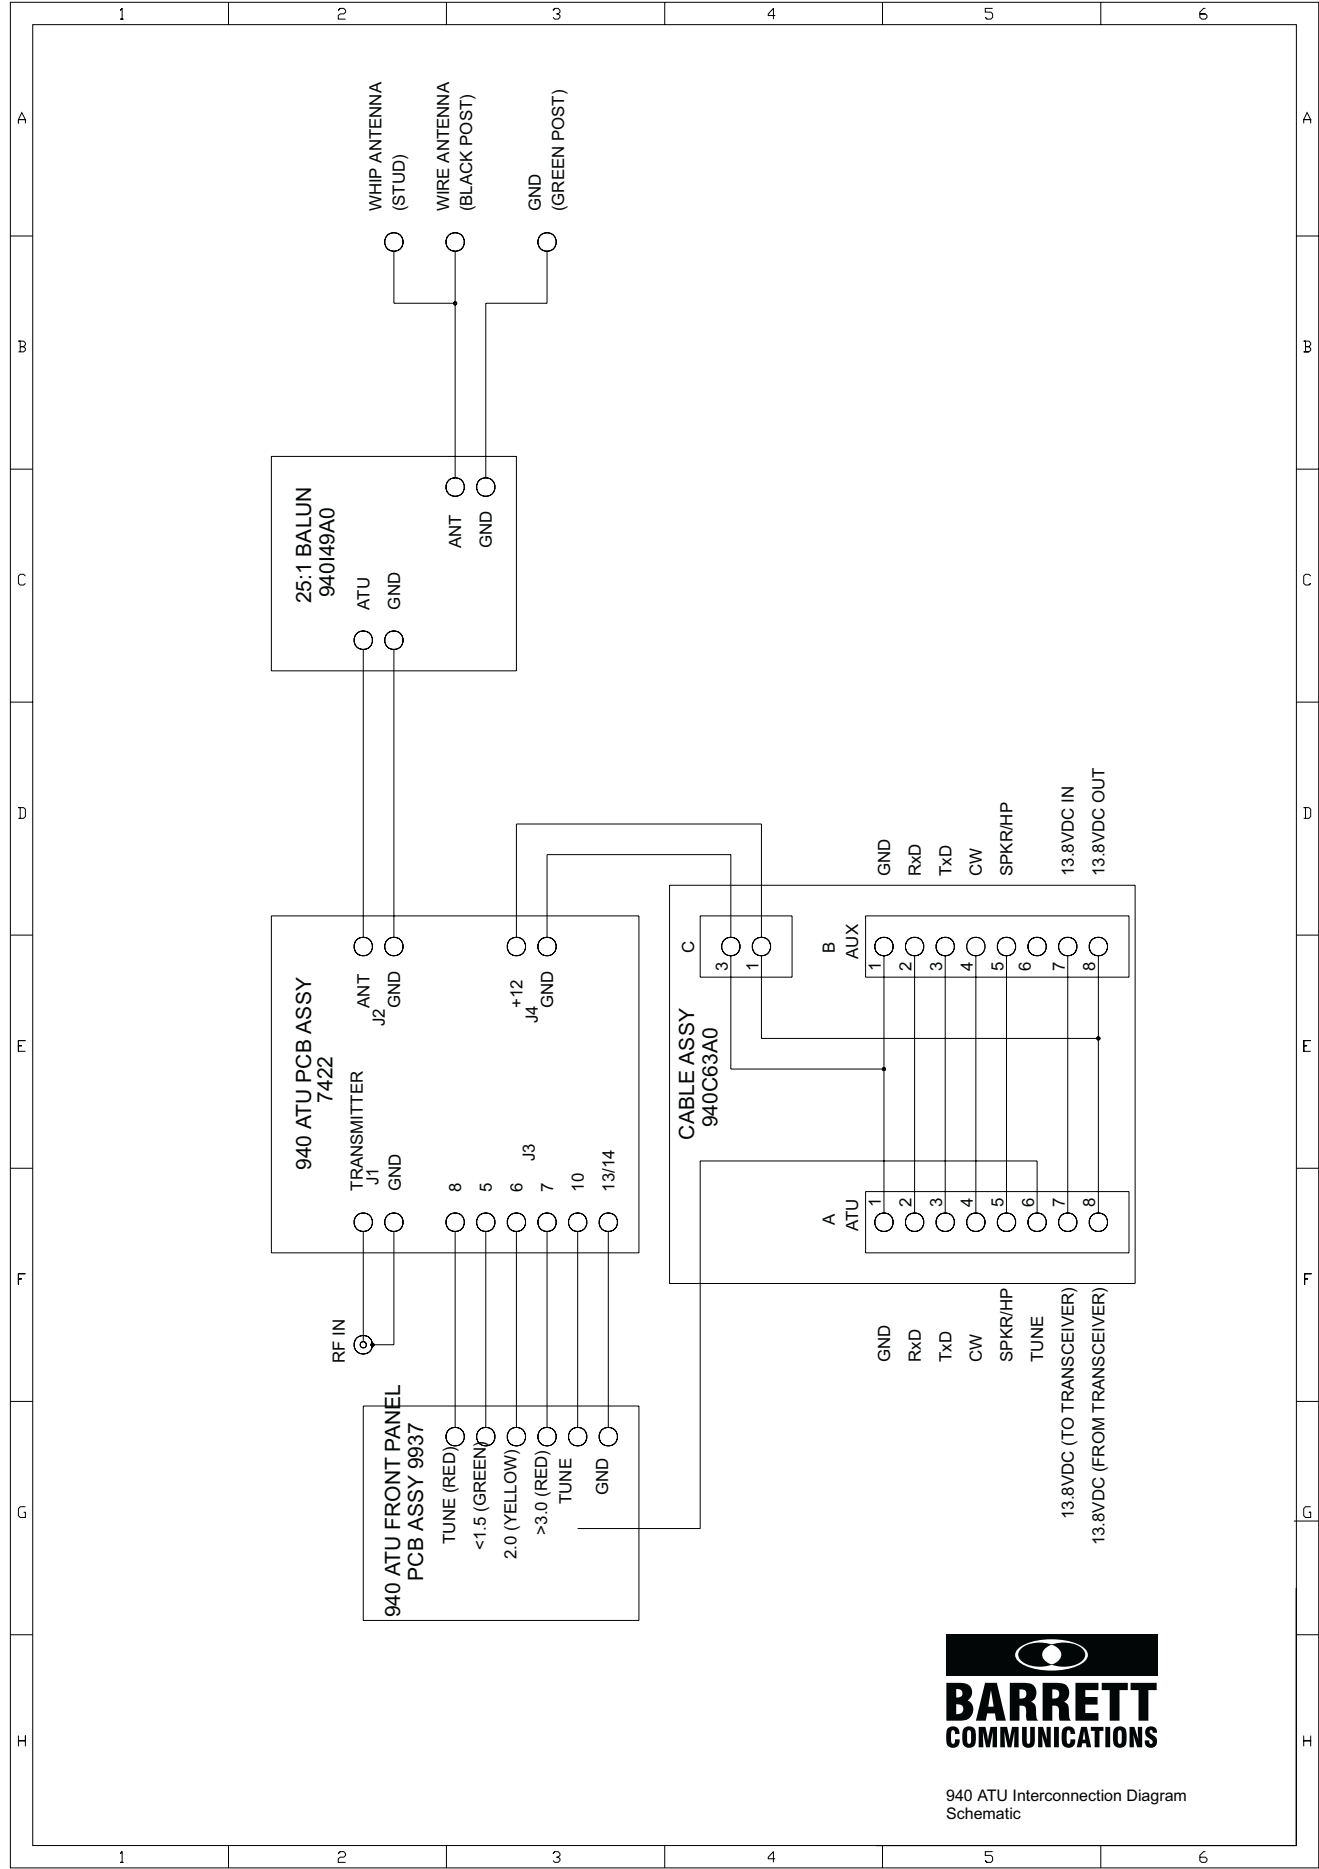 1
2
3
4
5
6
A
B
C
D
E
F
G
H
A
B
C
D
E
F
G
H
WHIP ANTENNA
(STUD)
WIRE ANTENNA
(BLACK POST)
GND
(GREEN POST)
25:1 BALUN
940I49A0
ATU
GND
ANT
GND
940 ATU PCB ASSY
7422
TRANSMITTER
J1
GND
ANT
J2
GND
+12
J4
GND
8
5
6
J3
7
10
13/14
RF IN
940 ATU FRONT PANEL
PCB ASSY 9937
TUNE (RED)
<1.5 (GREEN)
2.0 (YELLOW)
>3.0 (RED)
TUNE
GND
CABLE ASSY
940C63A0
C
3
1
B
AUX
1
2
3
4
5
6
7
8
GND
RxD
TxD
CW
SPKR/HP
13.8VDC IN
13.8VDC OUT
A
ATU
1
2
3
4
5
6
7
8
GND
RxD
TxD
CW
SPKR/HP
TUNE
13.8VDC (TO TRANSCEIVER)
13.8VDC (FROM TRANSCEIVER)
BARRETT
COMMUNICATIONS
940 ATU Interconnection Diagram
Schematic
1
2
3
4
5
6